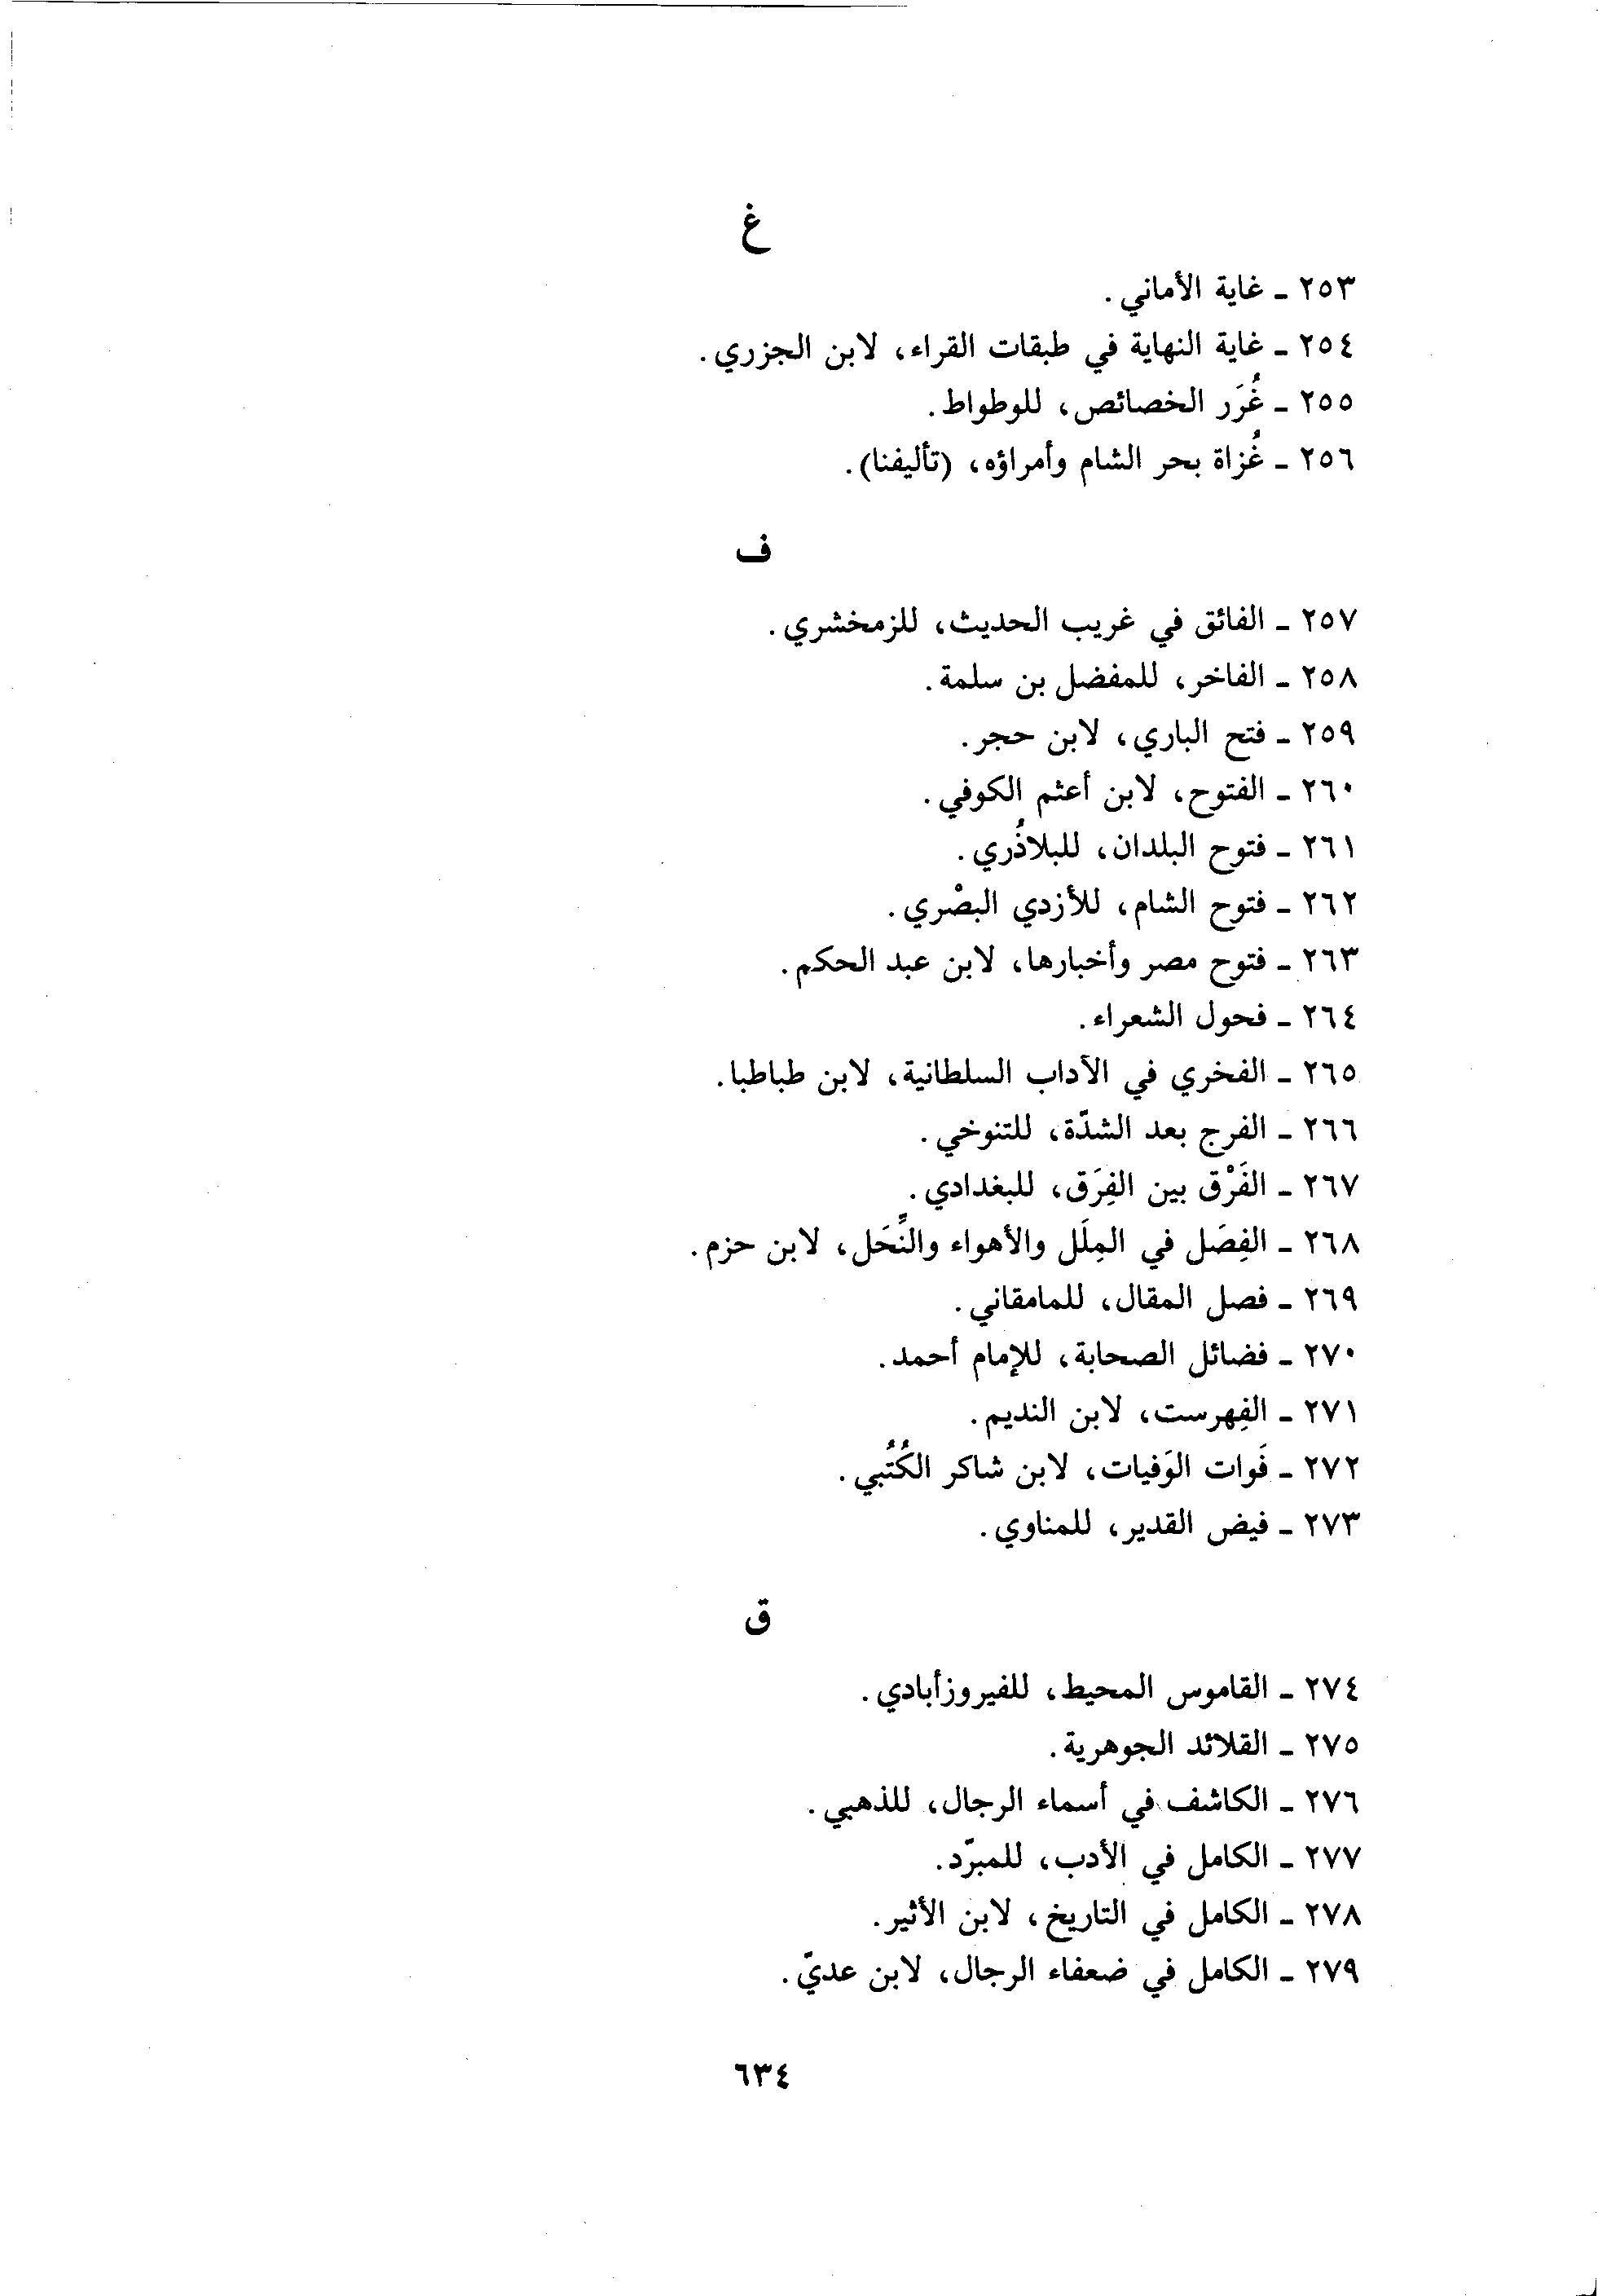 غ
٢٥٣ - غاية الأماني.
٢٥٤ - غاية النهاية في طبقات القراء، لابن الجزري.
٢٥٥ - غُرَر الخصائص، للوطواط.
٢٥٦ - غُزاة بحر الشام وأمراؤه، (تأليفنا).
ف
٢٥٧ - الفائق في غريب الحديث، للزمخشري.
٢٥٨ - الفاخر، للمفضل بن سلمة.
٢٥٩ - فتح الباري، لابن حجر.
٢٦٠ - الفتوح، لابن أعثم الكوفي.
٢٦١ - فتوح البلدان، للبلاذُري.
٢٦٢ - فتوح الشام، للأزدي البصْري.
٢٦٣ - فتوح مصر وأخبارها، لابن عبد الحكم.
٢٦٤ - فحول الشعراء.
٢٦٥ - الفخري في الآداب السلطانية، لابن طباطبا.
٢٦٦ - الفرج بعد الشدّة، للتنوخي.
٢٦٧ - الفَرْق بين الفِرَق، للبغدادي.
٢٦٨ - الفِصَل في المِلَل والأهواء والنِّحَل، لابن حزم.
٢٦٩ - فصل المقال، للمامقاني.
٢٧٠ - فضائل الصحابة، للإمام أحمد.
٢٧١ - الفِهرست، لابن النديم.
٢٧٢ - فَوات الوَفيات، لابن شاكر الكُتُبي.
٢٧٣ - فيض القدير، للمناوي.
ق
٢٧٤ - القاموس المحيط، للفيروزأبادي.
٢٧٥ - القلائد الجوهرية.
٢٧٦ - الكاشف في أسماء الرجال، للذهبي.
٢٧٧ - الكامل في الأدب، للمبرّد.
٢٧٨ - الكامل في التاريخ، لابن الأثير.
٢٧٩ - الكامل في ضعفاء الرجال، لابن عديّ.
٦٣٤